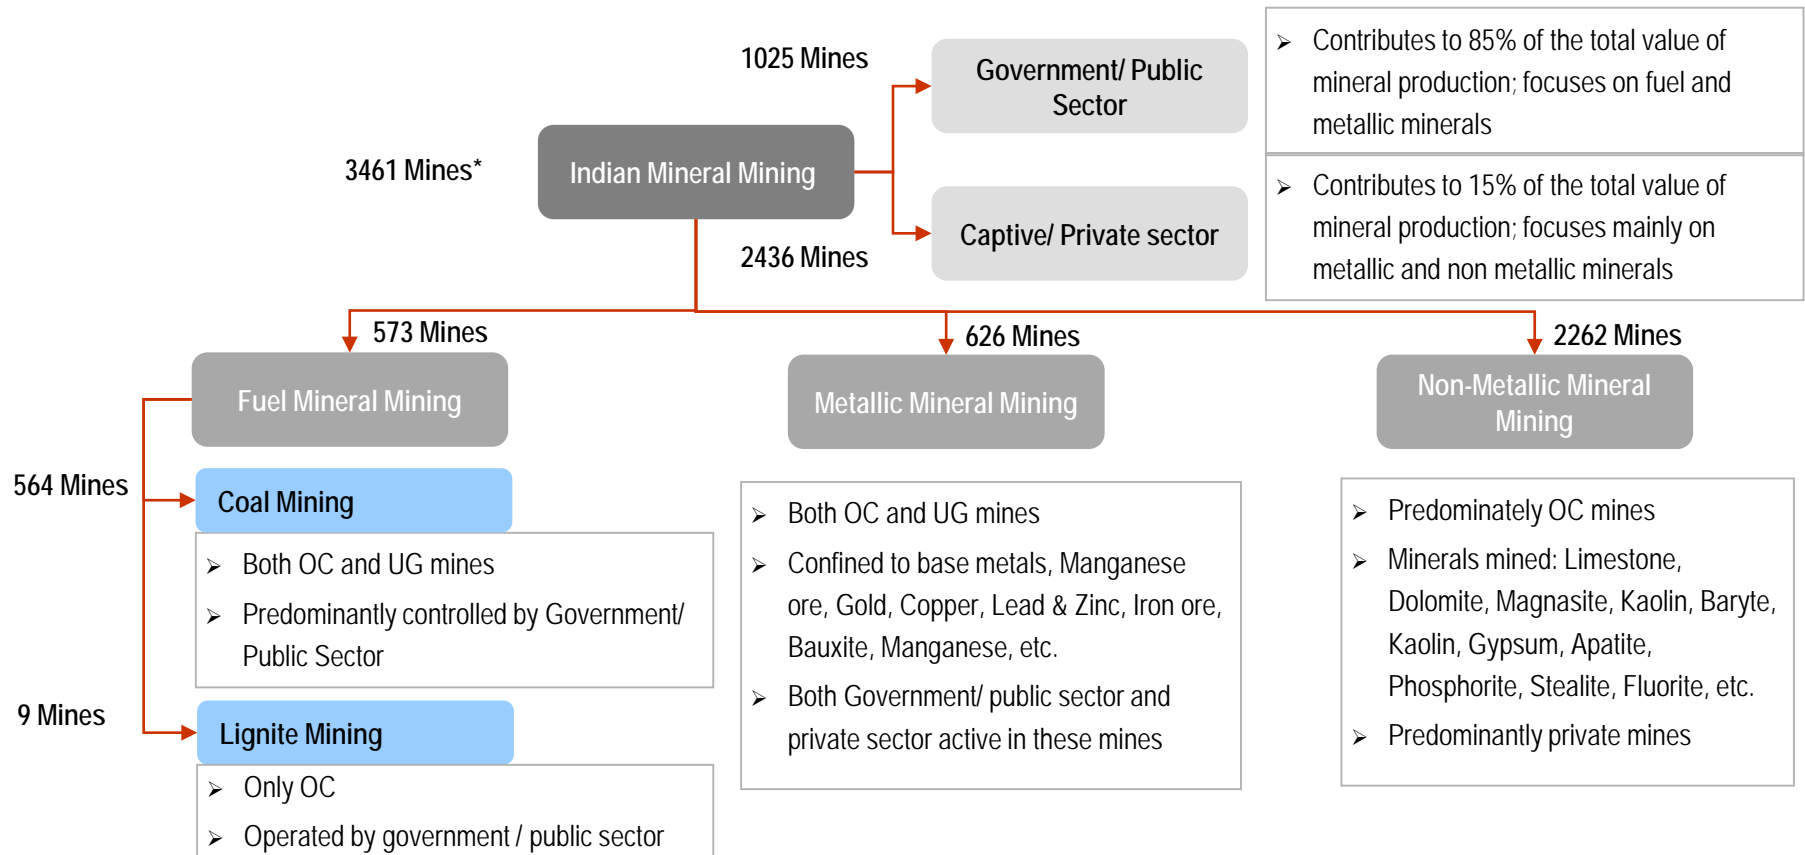 1025 Mines
Government/ Public
Sector
➢ Contributes to 85% of the total value of
mineral production; focuses on fuel and
metallic minerals
3461 Mines*
Indian Mineral Mining
2436 Mines
Captive/ Private sector
➢ Contributes to 15% of the total value of
mineral production; focuses mainly on
metallic and non metallic minerals
573 Mines
626 Mines
2262 Mines
Fuel Mineral Mining
Metallic Mineral Mining
Non-Metallic Mineral
Mining
564 Mines
Coal Mining
➢ Both OC and UG mines
➢ Predominantly controlled by Government/
Public Sector
9 Mines
Lignite Mining
➢ Only OC
➢ Operated by government / public sector
➢ Both OC and UG mines
➢ Confined to base metals, Manganese
ore, Gold, Copper, Lead & Zinc, Iron ore,
Bauxite, Manganese, etc.
➢ Both Government/ public sector and
private sector active in these mines
➢ Predominately OC mines
➢ Minerals mined: Limestone,
Dolomite, Magnasite, Kaolin, Baryte,
Kaolin, Gypsum, Apatite,
Phosphorite, Stealite, Fluorite, etc.
➢ Predominantly private mines